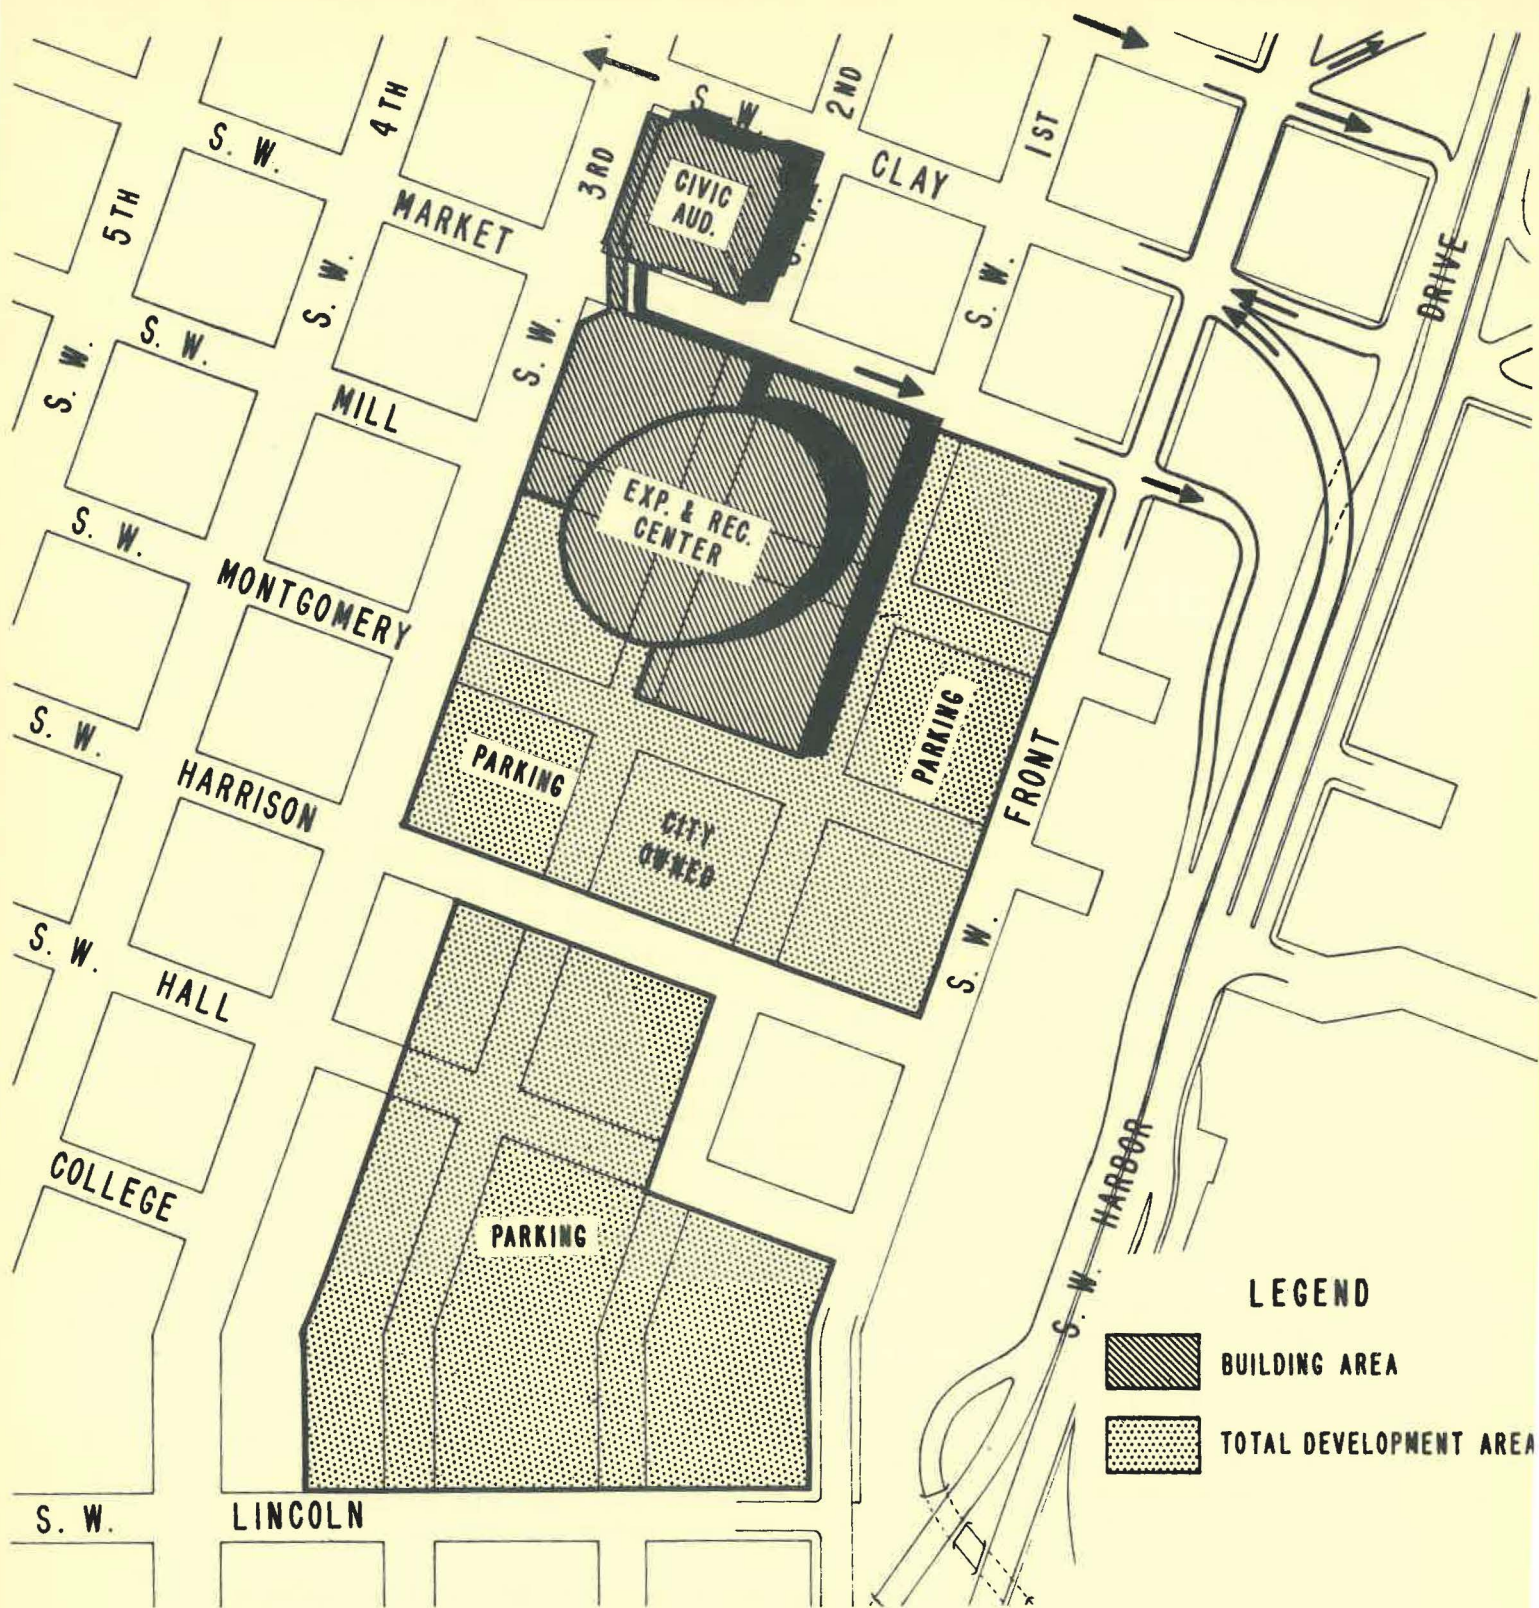 S. W. CLAY
2ND
4TH
1ST
3RD
S. W. MARKET
5TH
CIVIC
AUD.
S. W.
DRIVE
S. W.
S. W.
S. W. MILL
S. W.
S. W.
EXP. & REC.
CENTER
S. W. MONTGOMERY
PARKING
PARKING
FRONT
S. W. HARRISON
CITY
OWNED
S. W.
S. W. HALL
COLLEGE
PARKING
S. W. HARBOR
LEGEND
BUILDING AREA
TOTAL DEVELOPMENT AREA
S. W. LINCOLN